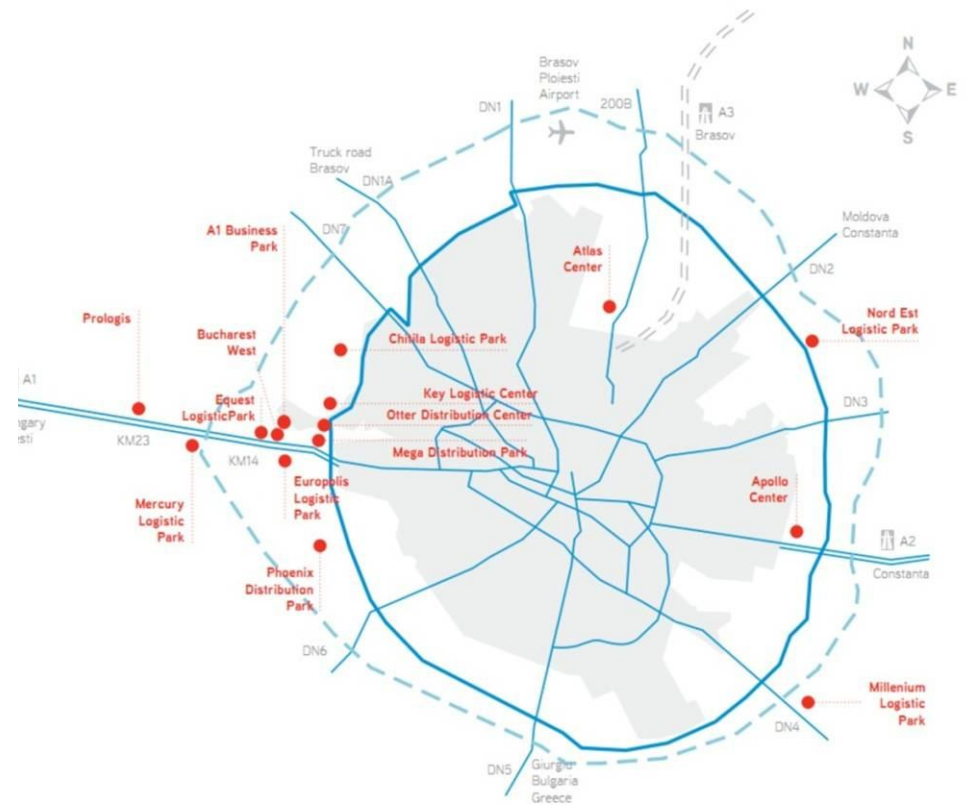 N
W
E
S
Brasov
Ploiesti
Airport
DN1
200B
A3
Brasov
Truck road
Brasov
DN1A
DN7
Moldova
Constanta
DN2
A1 Business
Park
Atlas
Center
Prologis
Bucharest
West
Chitila Logistic Park
Nord Est
Logistic Park
A1
Equest
LogisticPark
Key Logistic Center
Otter Distribution Center
DN3
KM23
KM14
Mega Distribution Park
Mercury
Logistic
Park
Europolis
Logistic
Park
Apollo
Center
A2
Constanta
Phoenix
Distribution
Park
DN6
Millenium
Logistic
Park
DN4
DN5
Giurgiu
Bulgaria
Greece